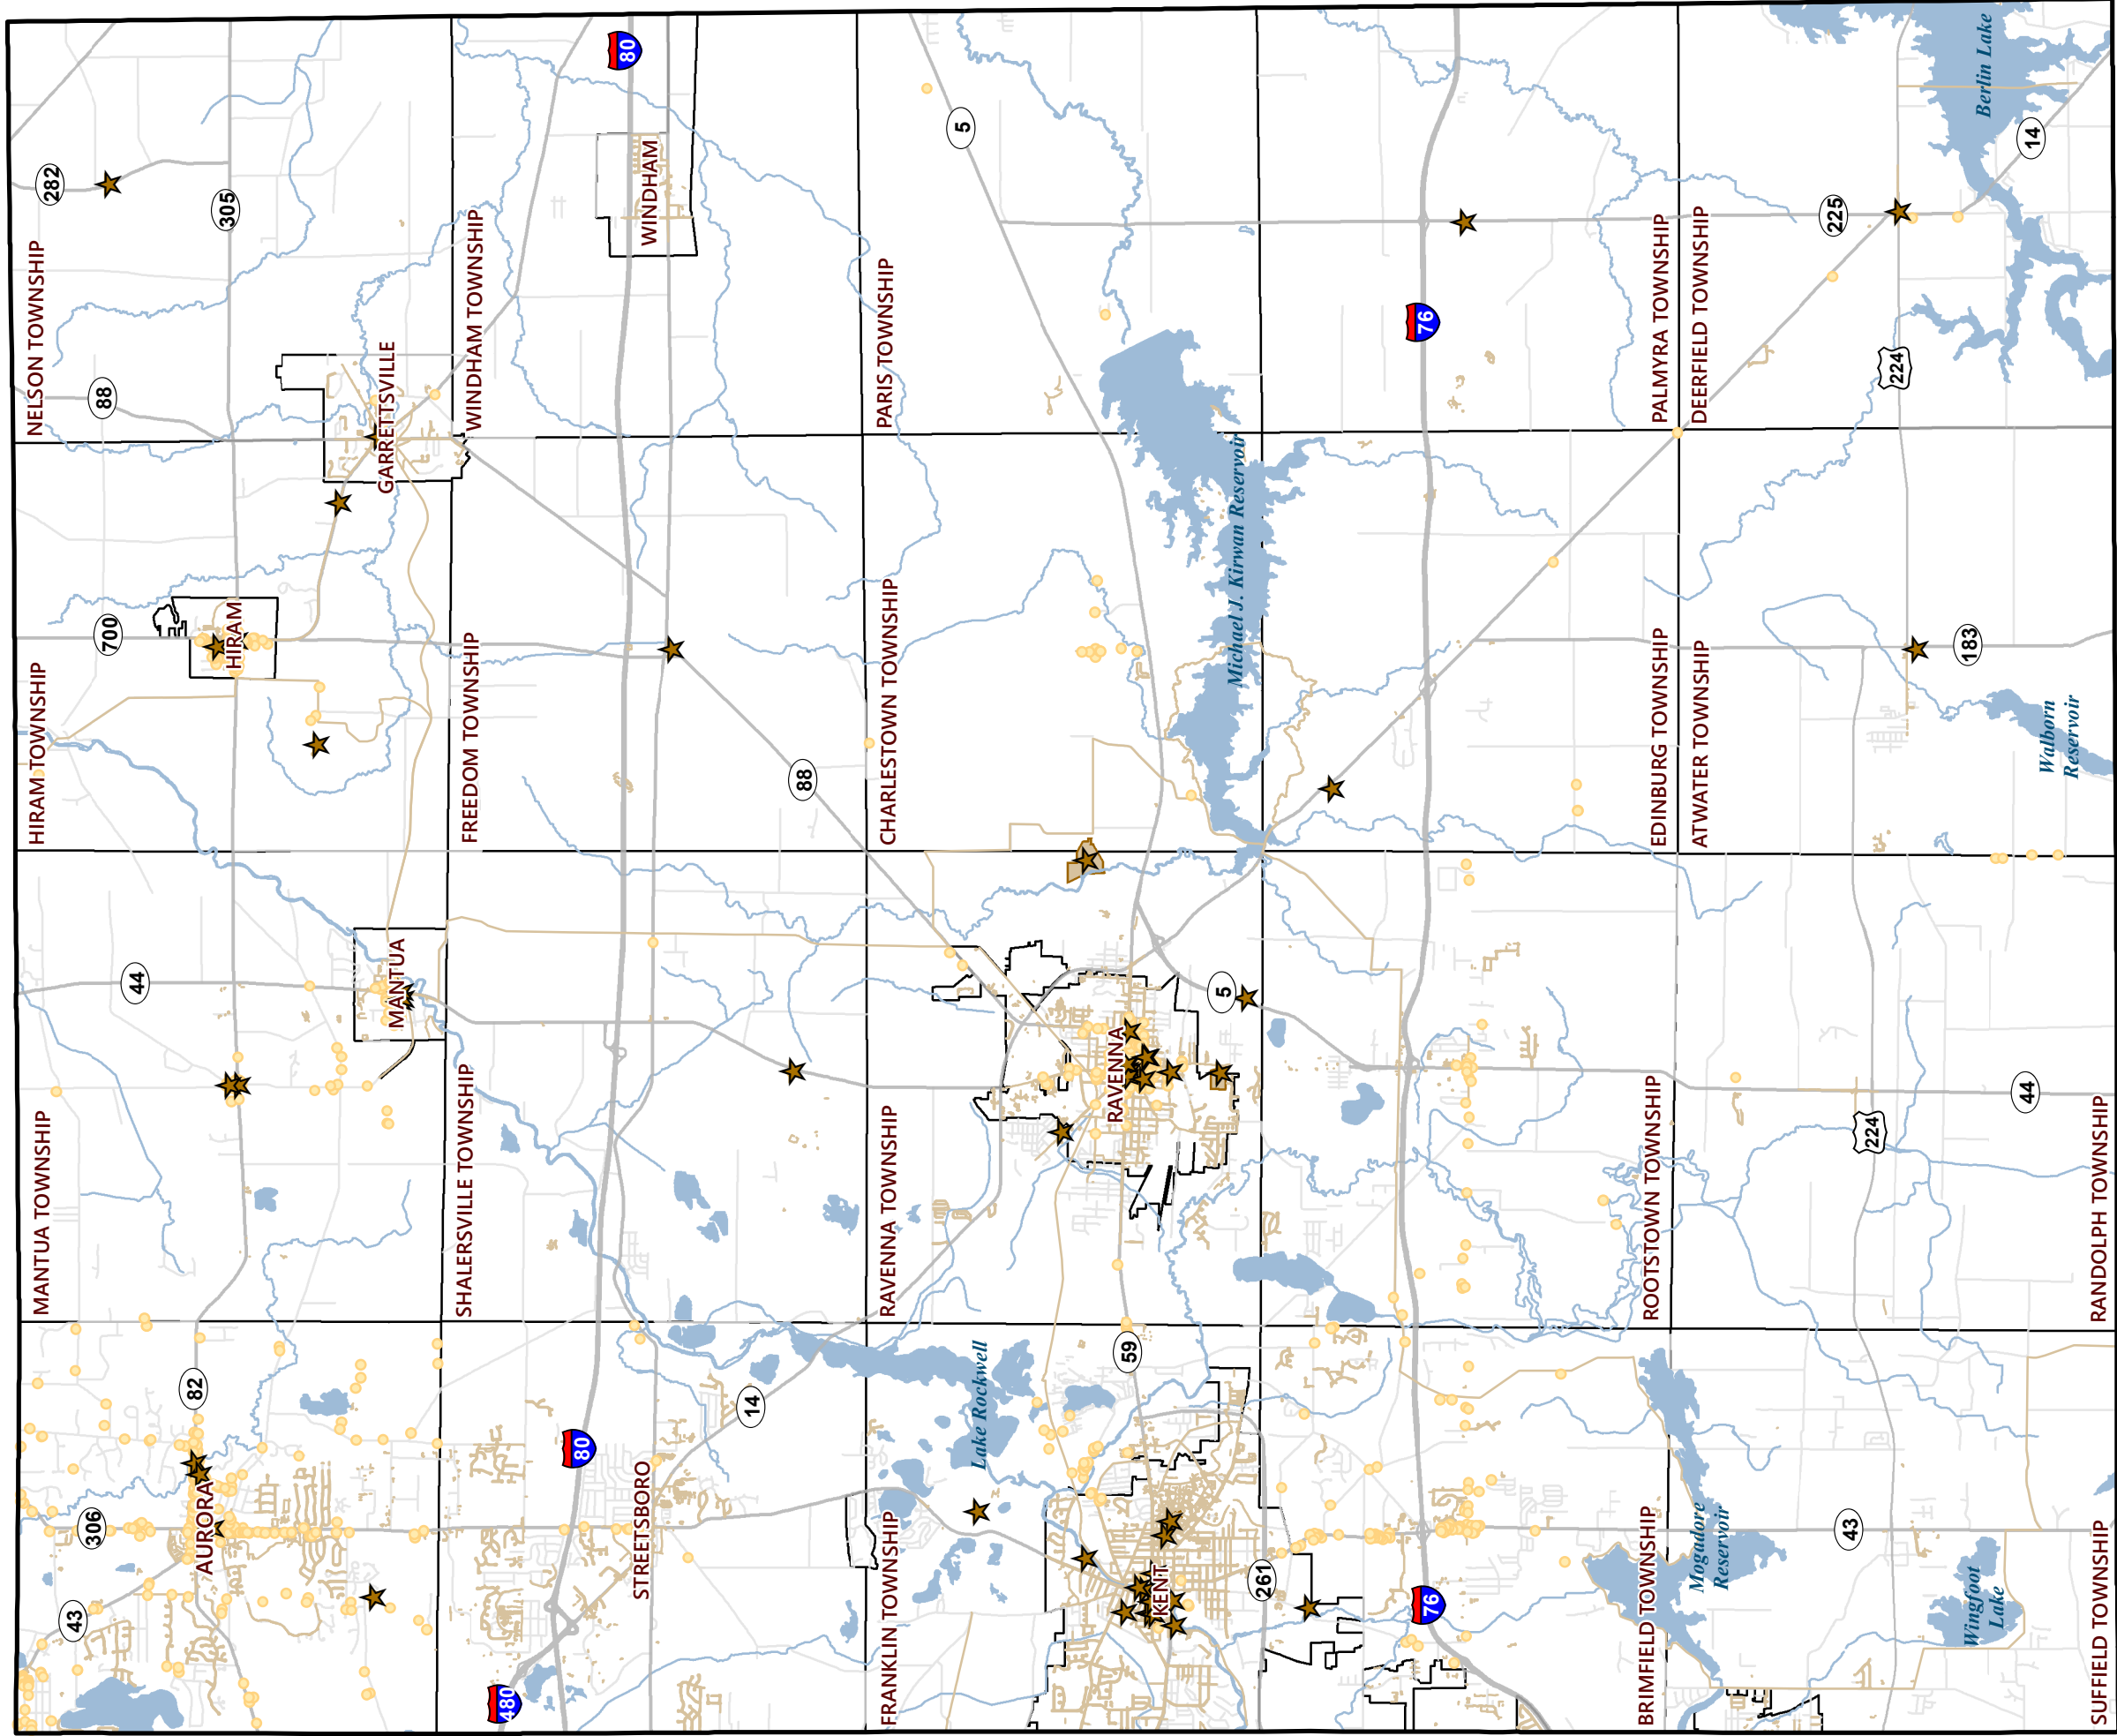 MANTUA TOWNSHIP
HIRAM TOWNSHIP
NELSON TOWNSHIP
282
43
306
88
700
44
82
AURORA
305
HIRAM
GARRETTSVILLE
MANTUA
SHALERSVILLE TOWNSHIP
FREEDOM TOWNSHIP
WINDHAM TOWNSHIP
480
80
80
STREETSBORO
WINDHAM
14
88
FRANKLIN TOWNSHIP
RAVENNA TOWNSHIP
CHARLESTOWN TOWNSHIP
PARIS TOWNSHIP
5
Lake Rockwell
RAVENNA
59
KENT
5
Michael J. Kirwan Reservoir
261
76
76
BRIMFIELD TOWNSHIP
ROOTSTOWN TOWNSHIP
EDINBURG TOWNSHIP
PALMYRA TOWNSHIP
Mogadore
Reservoir
ATWATER TOWNSHIP
DEERFIELD TOWNSHIP
225
43
224
224
183
Wingfoot
Lake
Berlin Lake
44
14
Walborn
Reservoir
SUFFIELD TOWNSHIP
RANDOLPH TOWNSHIP